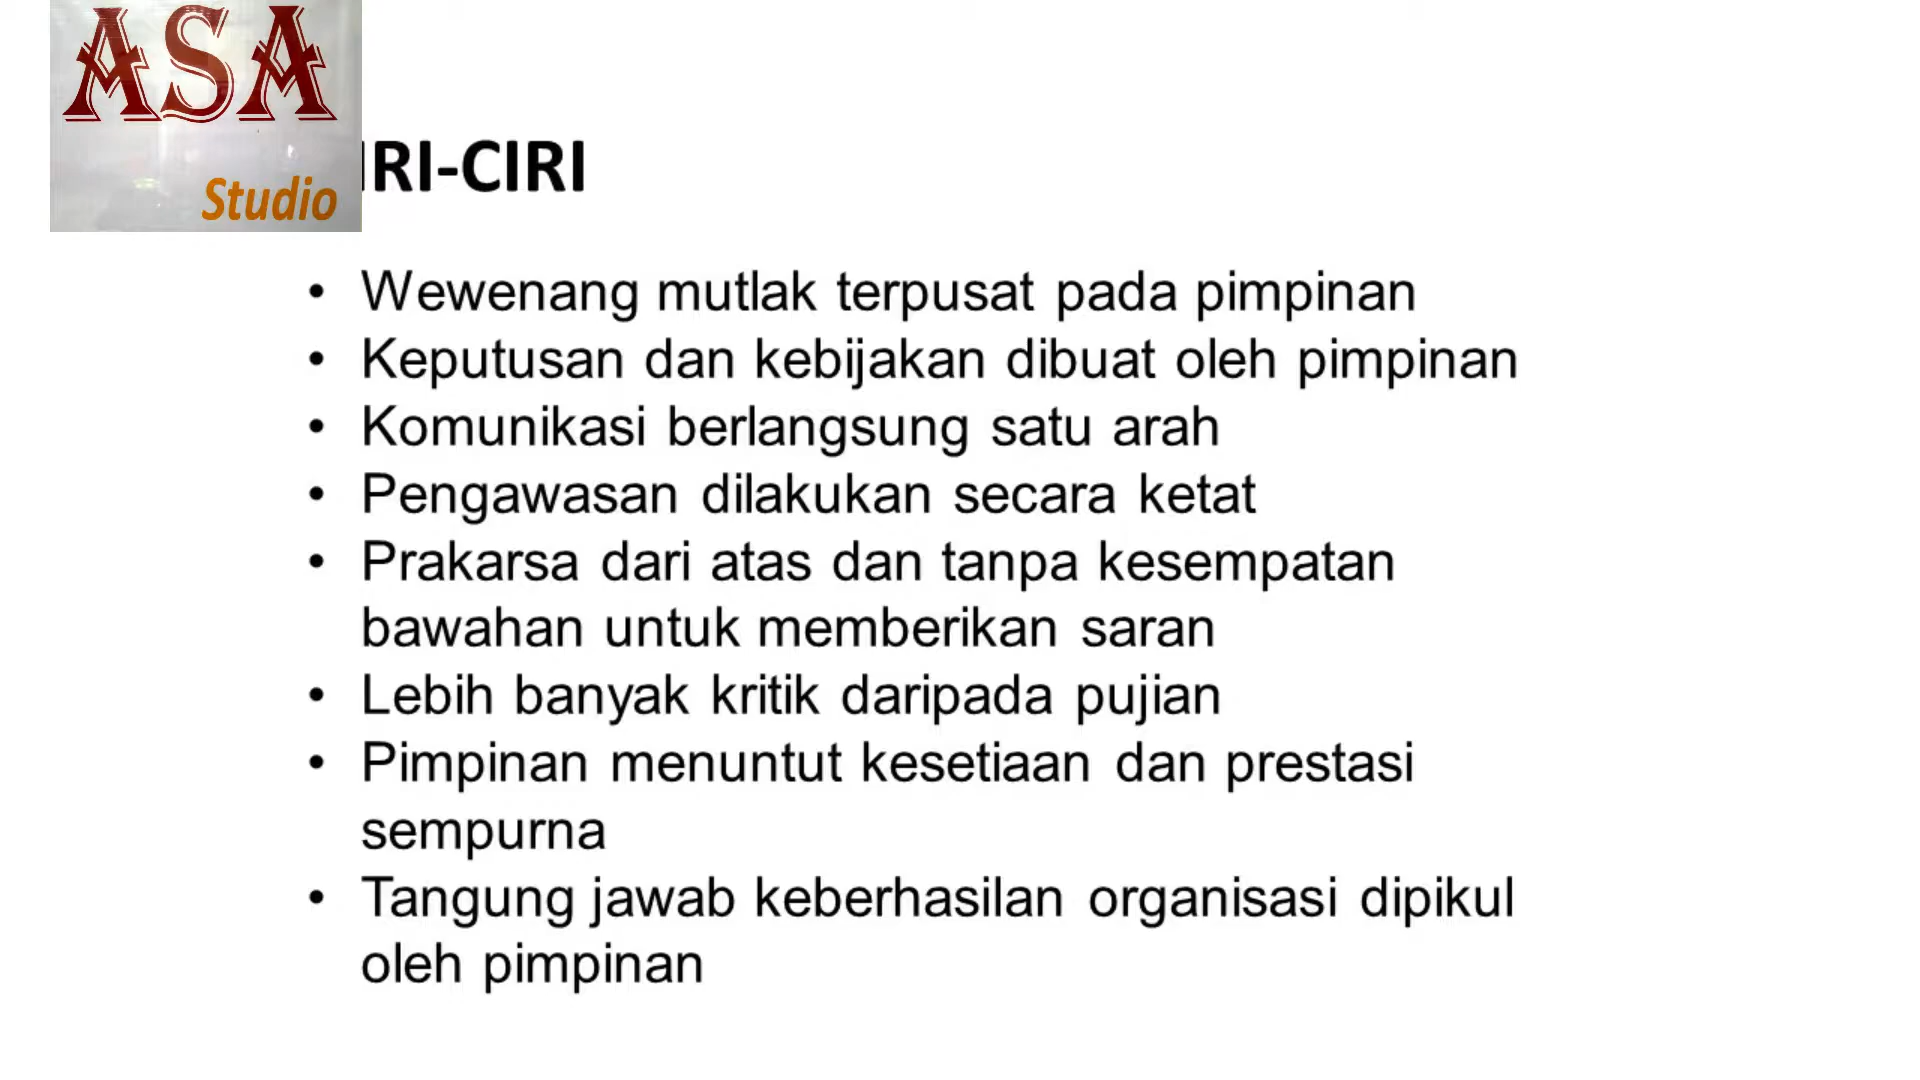 ASA
Studio
IRI-CIRI
• Wewenang mutlak terpusat pada pimpinan
• Keputusan dan kebijakan dibuat oleh pimpinan
• Komunikasi berlangsung satu arah
• Pengawasan dilakukan secara ketat
• Prakarsa dari atas dan tanpa kesempatan
bawahan untuk memberikan saran
• Lebih banyak kritik daripada pujian
• Pimpinan menuntut kesetiaan dan prestasi
sempurna
• Tangung jawab keberhasilan organisasi dipikul
oleh pimpinan